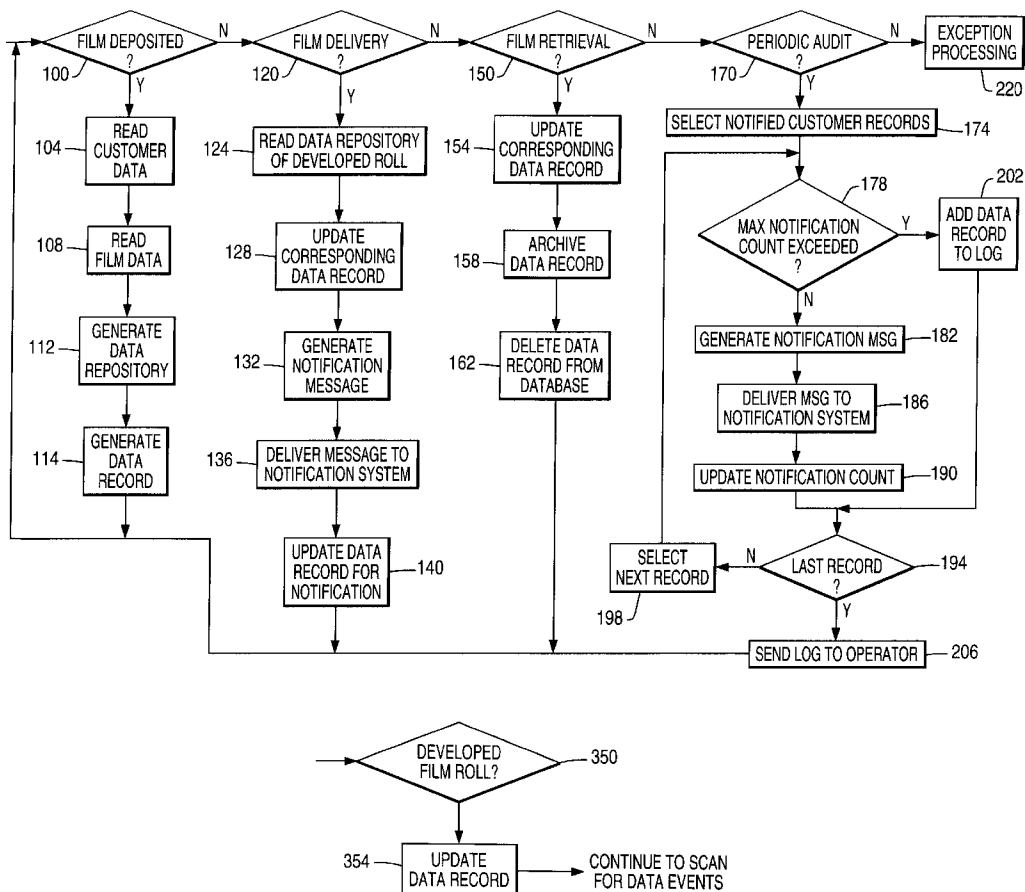 FILM DEPOSITED
?
100
N
Y
FILM DELIVERY
?
120
N
Y
FILM RETRIEVAL
?
150
N
Y
PERIODIC AUDIT
?
170
N
Y
EXCEPTION
PROCESSING
220
104
READ
CUSTOMER
DATA
108
READ
FILM DATA
112
GENERATE
DATA
REPOSITORY
114
GENERATE
DATA
RECORD
124
READ DATA REPOSITORY
OF DEVELOPED ROLL
128
UPDATE
CORRESPONDING
DATA RECORD
132
GENERATE
NOTIFICATION
MESSAGE
136
DELIVER MESSAGE TO
NOTIFICATION SYSTEM
UPDATE DATA
RECORD FOR
NOTIFICATION
140
154
UPDATE
CORRESPONDING
DATA RECORD
158
ARCHIVE
DATA RECORD
162
DELETE DATA
RECORD FROM
DATABASE
SELECT NOTIFIED CUSTOMER RECORDS
174
178
MAX NOTIFICATION
COUNT EXCEEDED
?
Y
N
202
ADD DATA
RECORD
TO LOG
GENERATE NOTIFICATION MSG
182
DELIVER MSG TO
NOTIFICATION SYSTEM
186
UPDATE NOTIFICATION COUNT
190
LAST RECORD
?
194
N
Y
SELECT
NEXT RECORD
198
SEND LOG TO OPERATOR
206
DEVELOPED
FILM ROLL?
350
354
UPDATE
DATA RECORD
CONTINUE TO SCAN
FOR DATA EVENTS